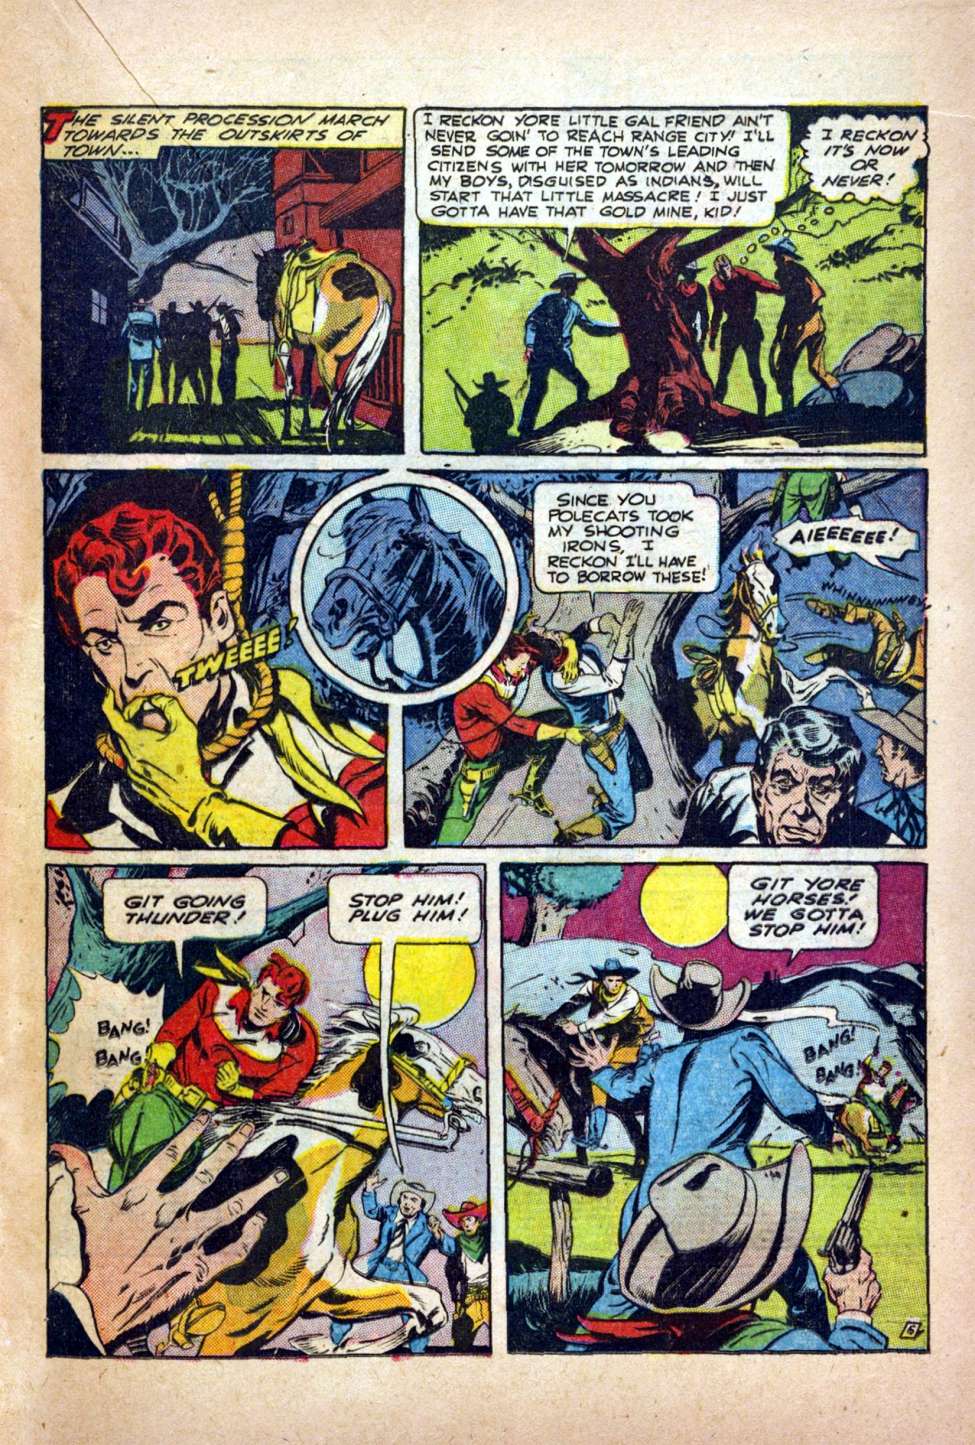 THE SILENT PROCESSION MARCH
TOWARDS THE OUTSKIRTS OF
TOWN...
I RECKON YORE LITTLE GAL FRIEND AIN'T
NEVER GOIN' TO REACH RANGE CITY! I'LL
SEND SOME OF THE TOWN'S LEADING
CITIZENS WITH HER TOMORROW AND THEN
MY BOYS, DISGUISED AS INDIANS, WILL
START THAT LITTLE MASSACRE! I JUST
GOTTA HAVE THAT GOLD MINE, KID!
I RECKON
IT'S NOW
OR
NEVER!
TWEEEE!
SINCE YOU
POLECATS TOOK
MY SHOOTING
IRONS, I
RECKON I'LL HAVE
TO BORROW THESE!
AIEEEEEE!
WHINNNNNNEY!
GIT GOING
THUNDER!
STOP HIM!
PLUG HIM!
BANG!
BANG!
GIT YORE
HORSES!
WE GOTTA
STOP HIM!
BANG!
BANG!
6